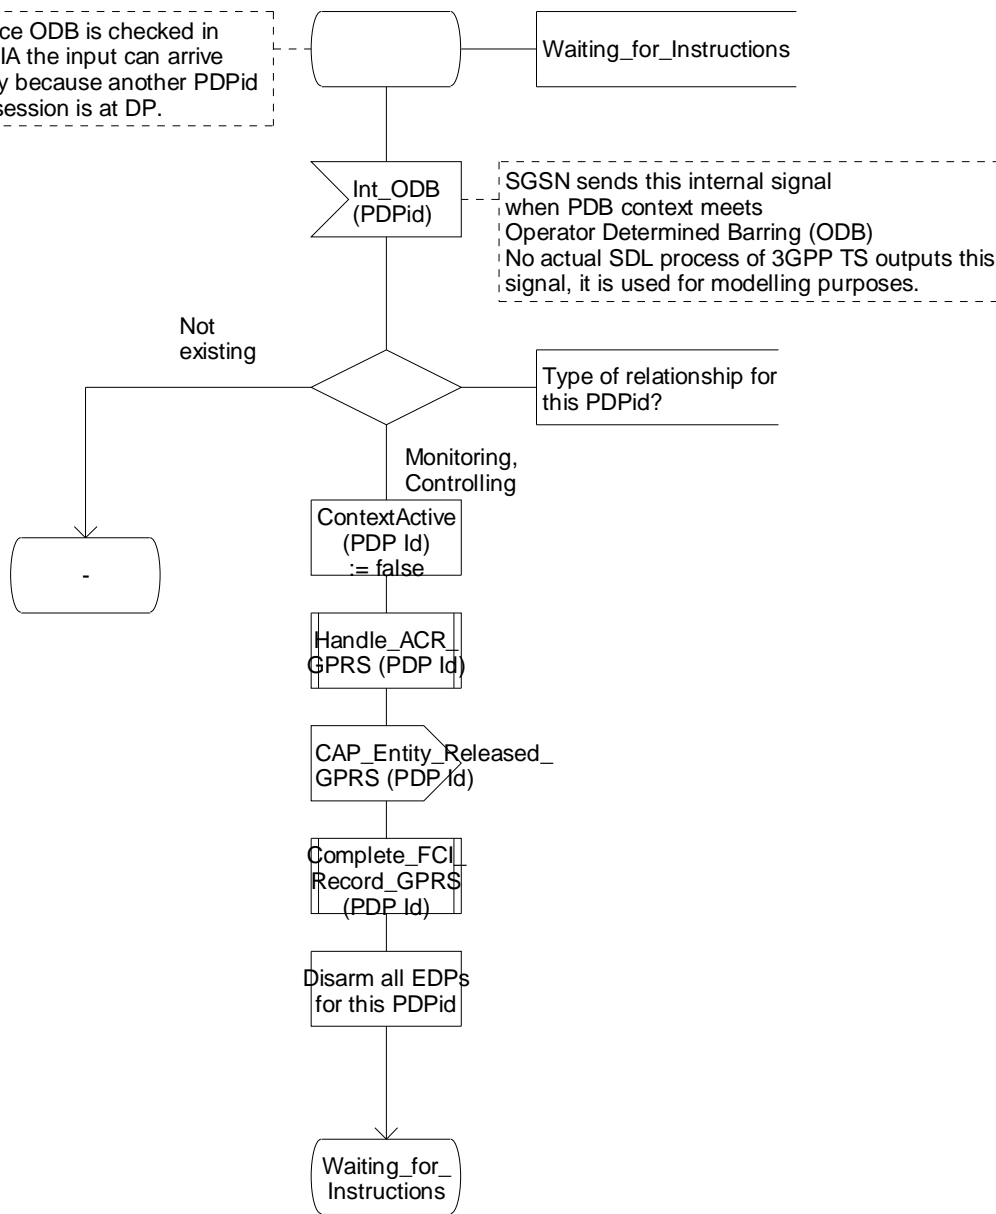 ce ODB is checked in
IA the input can arrive
y because another PDPid
session is at DP.
Waiting_for_Instructions
Int_ODB
(PDPid)
SGSN sends this internal signal
when PDB context meets
Operator Determined Barring (ODB)
No actual SDL process of 3GPP TS outputs this
signal, it is used for modelling purposes.
Not
existing
Type of relationship for
this PDPid?
Monitoring,
Controlling
ContextActive
(PDP Id)
:= false
-
Handle_ACR_
GPRS (PDP Id)
CAP_Entity_Released_
GPRS (PDP Id)
Complete_FCI_
Record_GPRS
(PDP Id)
Disarm all EDPs
for this PDPid
Waiting_for_
Instructions